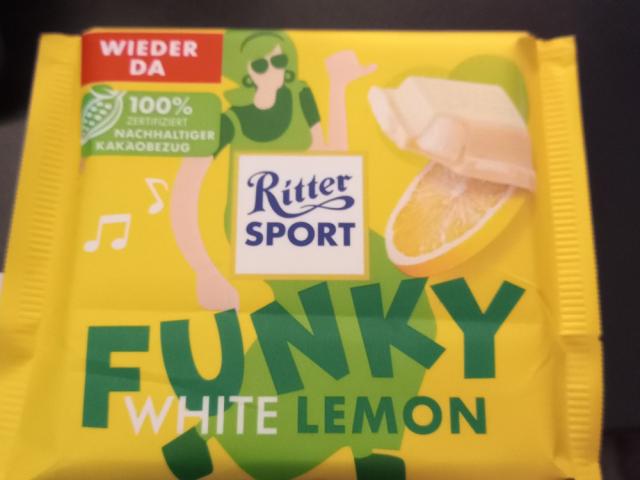 WIEDER
DA
100%
ZERTIFIZIERT
NACHHALTIGER
KAKAOBEZUG
Ritter
SPORT
FUNKY
WHITE LEMON